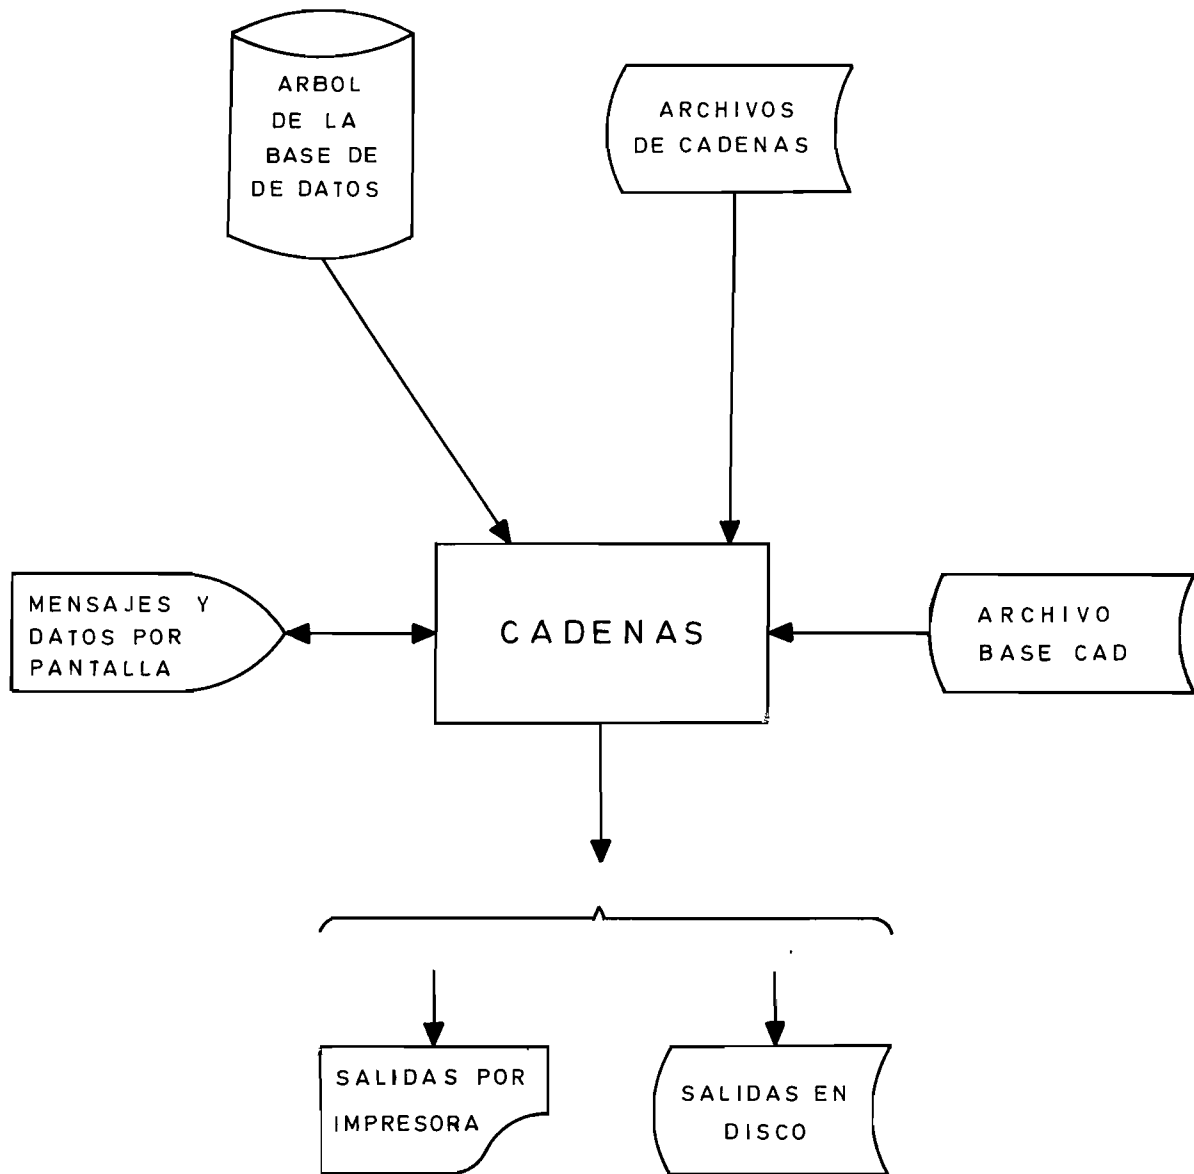 ARBOL
DE LA
BASE DE
DE DATOS
ARCHIVOS
DE CADENAS
MENSAJES Y
DATOS POR
PANTALLA
CADENAS
ARCHIVO
BASE CAD
SALIDAS POR
IMPRESORA
SALIDAS EN
DISCO